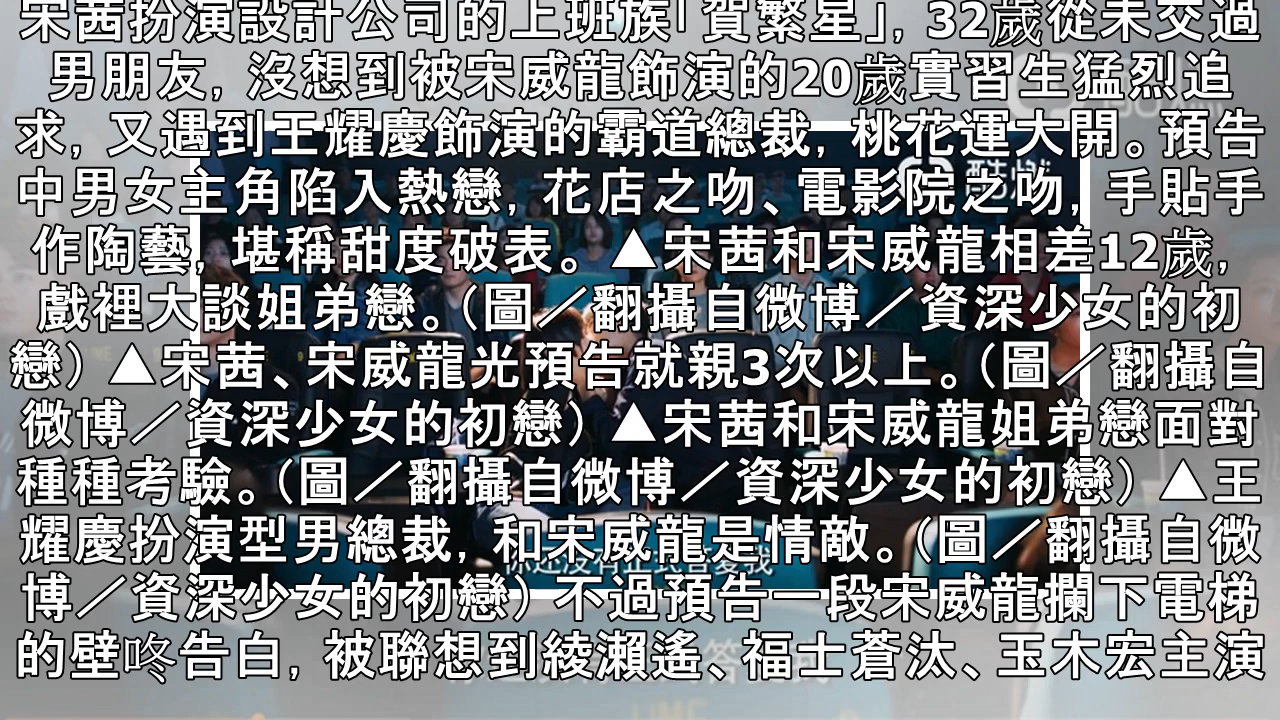 宋茜扮演設計公司的上班族「賀繁星」，32歲從未交過
男朋友，沒想到被宋威龍飾演的20歲實習生猛烈追
求，又遇到王耀慶飾演的霸道總裁，桃花運大開。預告
中男女主角陷入熱戀，花店之吻、電影院之吻，手貼手
作陶藝，堪稱甜度破表。▲宋茜和宋威龍相差12歲，
戲裡大談姐弟戀。（圖／翻攝自微博／資深少女的初
戀）▲宋茜、宋威龍光預告就親3次以上。（圖／翻攝自
微博／資深少女的初戀）▲宋茜和宋威龍姐弟戀面對
種種考驗。（圖／翻攝自微博／資深少女的初戀）▲王
耀慶扮演型男總裁，和宋威龍是情敵。（圖／翻攝自微
博／資深少女的初戀）不過預告一段宋威龍攔下電梯
的壁咚告白，被聯想到綾瀨遙、福士蒼汰、玉木宏主演
你还没有正式答复我